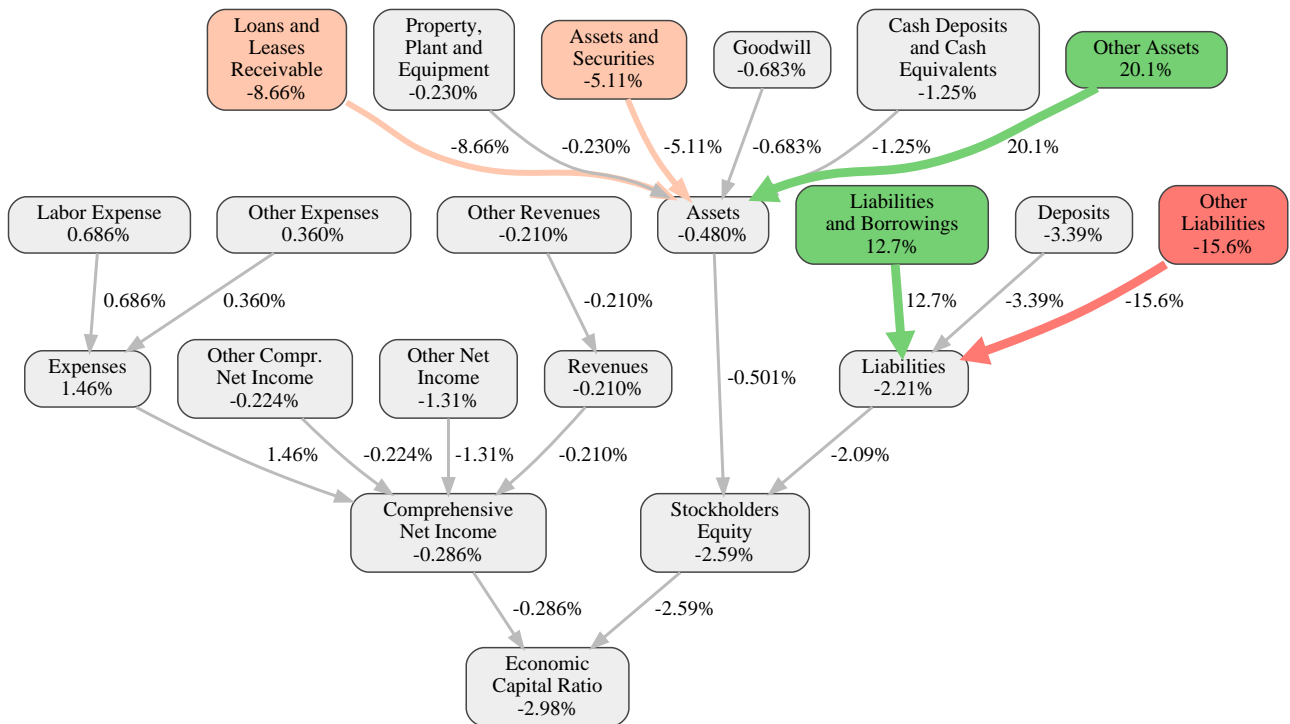 Loans and
Leases
Receivable
-8.66%
Property,
Plant and
Equipment
-0.230%
Assets and
Securities
-5.11%
Goodwill
-0.683%
Cash Deposits
and Cash
Equivalents
-1.25%
Other Assets
20.1%
-8.66%
-0.230%
-5.11%
-0.683%
-1.25%
20.1%
Labor Expense
0.686%
Other Expenses
0.360%
Other Revenues
-0.210%
Assets
-0.480%
Liabilities
and Borrowings
12.7%
Deposits
-3.39%
Other
Liabilities
-15.6%
0.686%
0.360%
-0.210%
12.7%
-3.39%
-15.6%
Expenses
1.46%
Other Compr.
Net Income
-0.224%
Other Net
Income
-1.31%
Revenues
-0.210%
-0.501%
Liabilities
-2.21%
1.46%
-0.224%
-1.31%
-0.210%
-2.09%
Comprehensive
Net Income
-0.286%
Stockholders
Equity
-2.59%
-0.286%
-2.59%
Economic
Capital Ratio
-2.98%